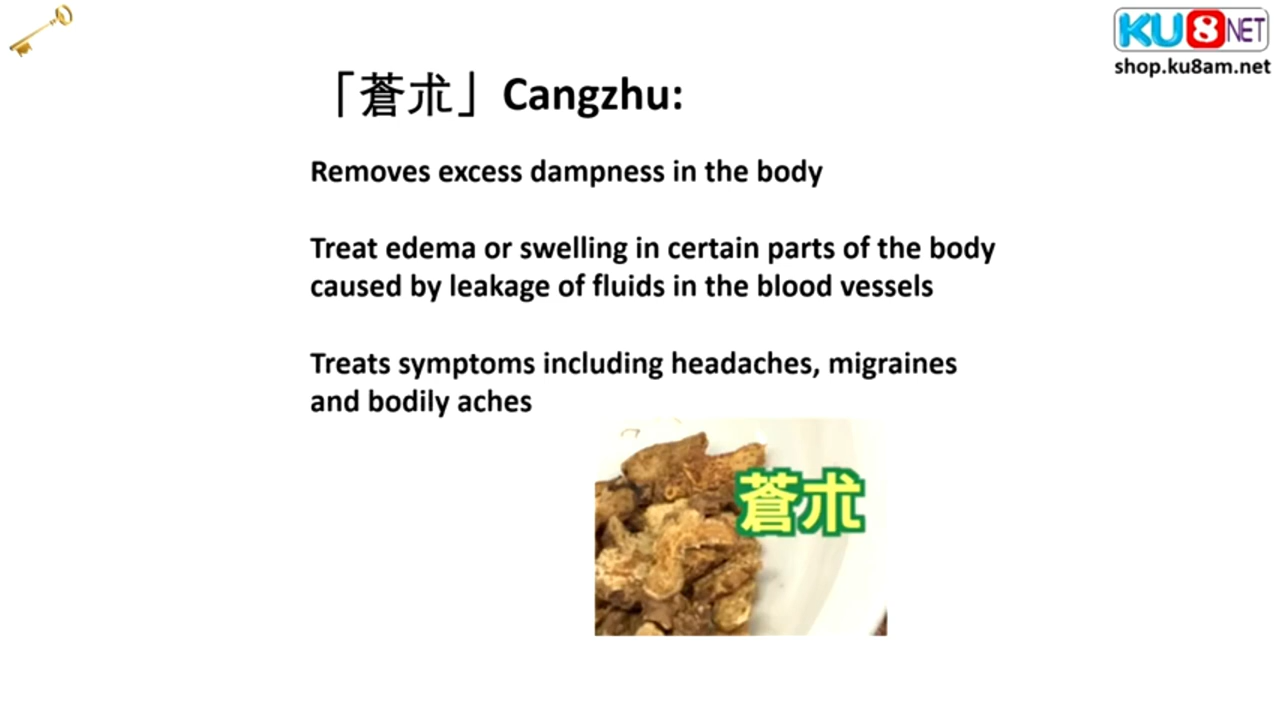 KU8NET
shop.ku8am.net
「蒼朮」Cangzhu:
Removes excess dampness in the body
Treat edema or swelling in certain parts of the body
caused by leakage of fluids in the blood vessels
Treats symptoms including headaches, migraines
and bodily aches
蒼朮